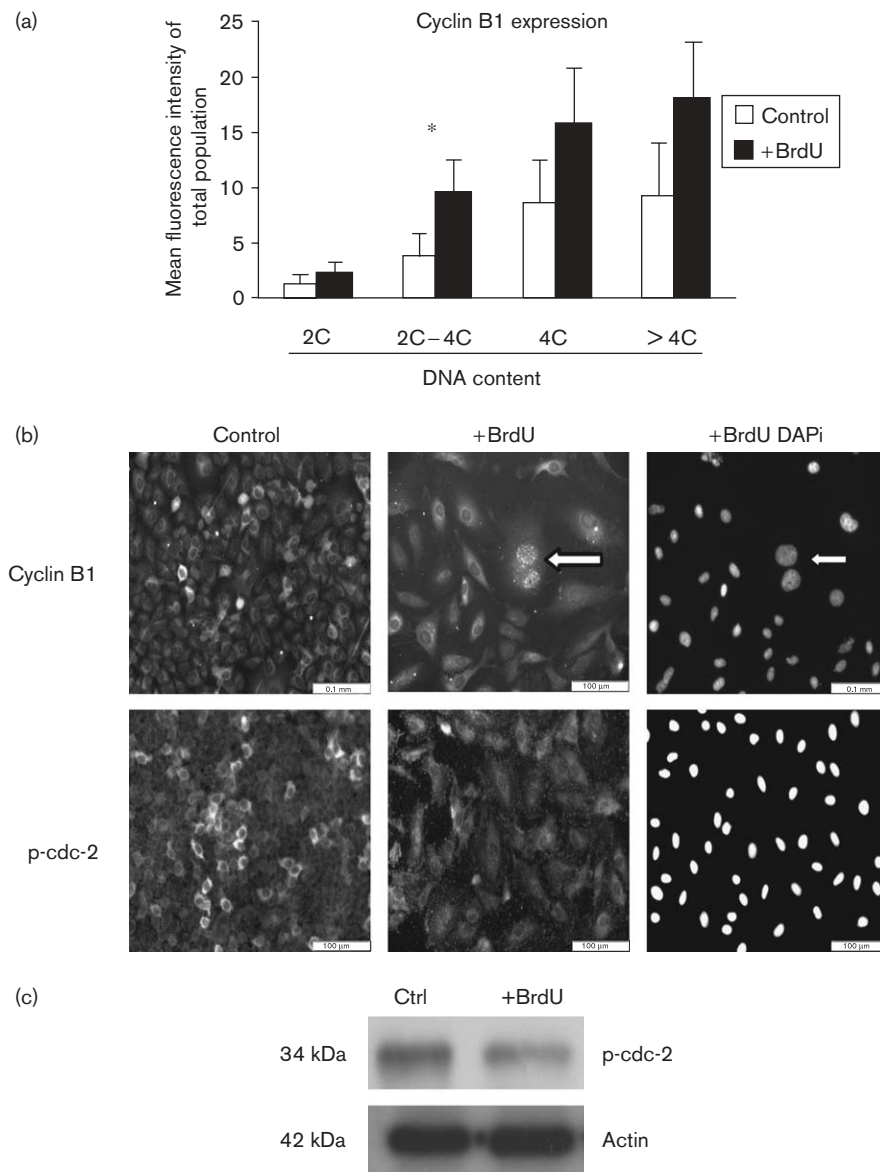 (a)
Cyclin B1 expression
Mean fluorescence intensity of
total population
25
20
15
10
5
0
*
Control
+BrdU
2C
2C–4C
4C
>4C
DNA content
(b)
Control
+BrdU
+BrdU DAPi
Cyclin B1
0.1 mm
100 μm
0.1 mm
p-cdc-2
100 μm
100 μm
100 μm
(c)
Ctrl
+BrdU
34 kDa
p-cdc-2
42 kDa
Actin